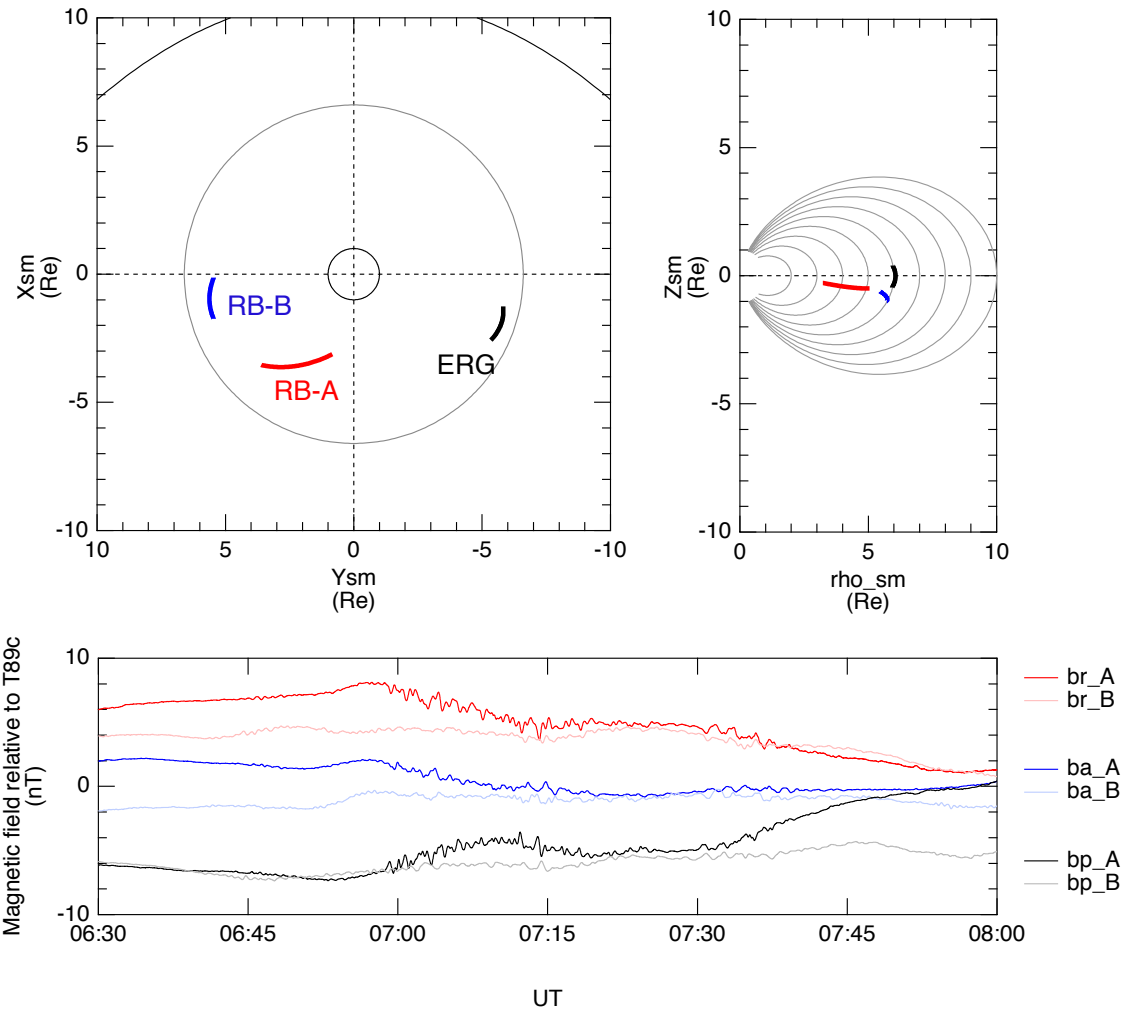 10
5
0
-5
-10
Xsm
(Re)
RB-B
RB-A
ERG
10
5
0
-5
-10
Ysm
(Re)
10
5
0
-5
-10
Zsm
(Re)
0
5
10
rho_sm
(Re)
Magnetic field relative to T89c
(nT)
10
0
-10
06:30
06:45
07:00
07:15
07:30
07:45
08:00
UT
br_A
br_B
ba_A
ba_B
bp_A
bp_B